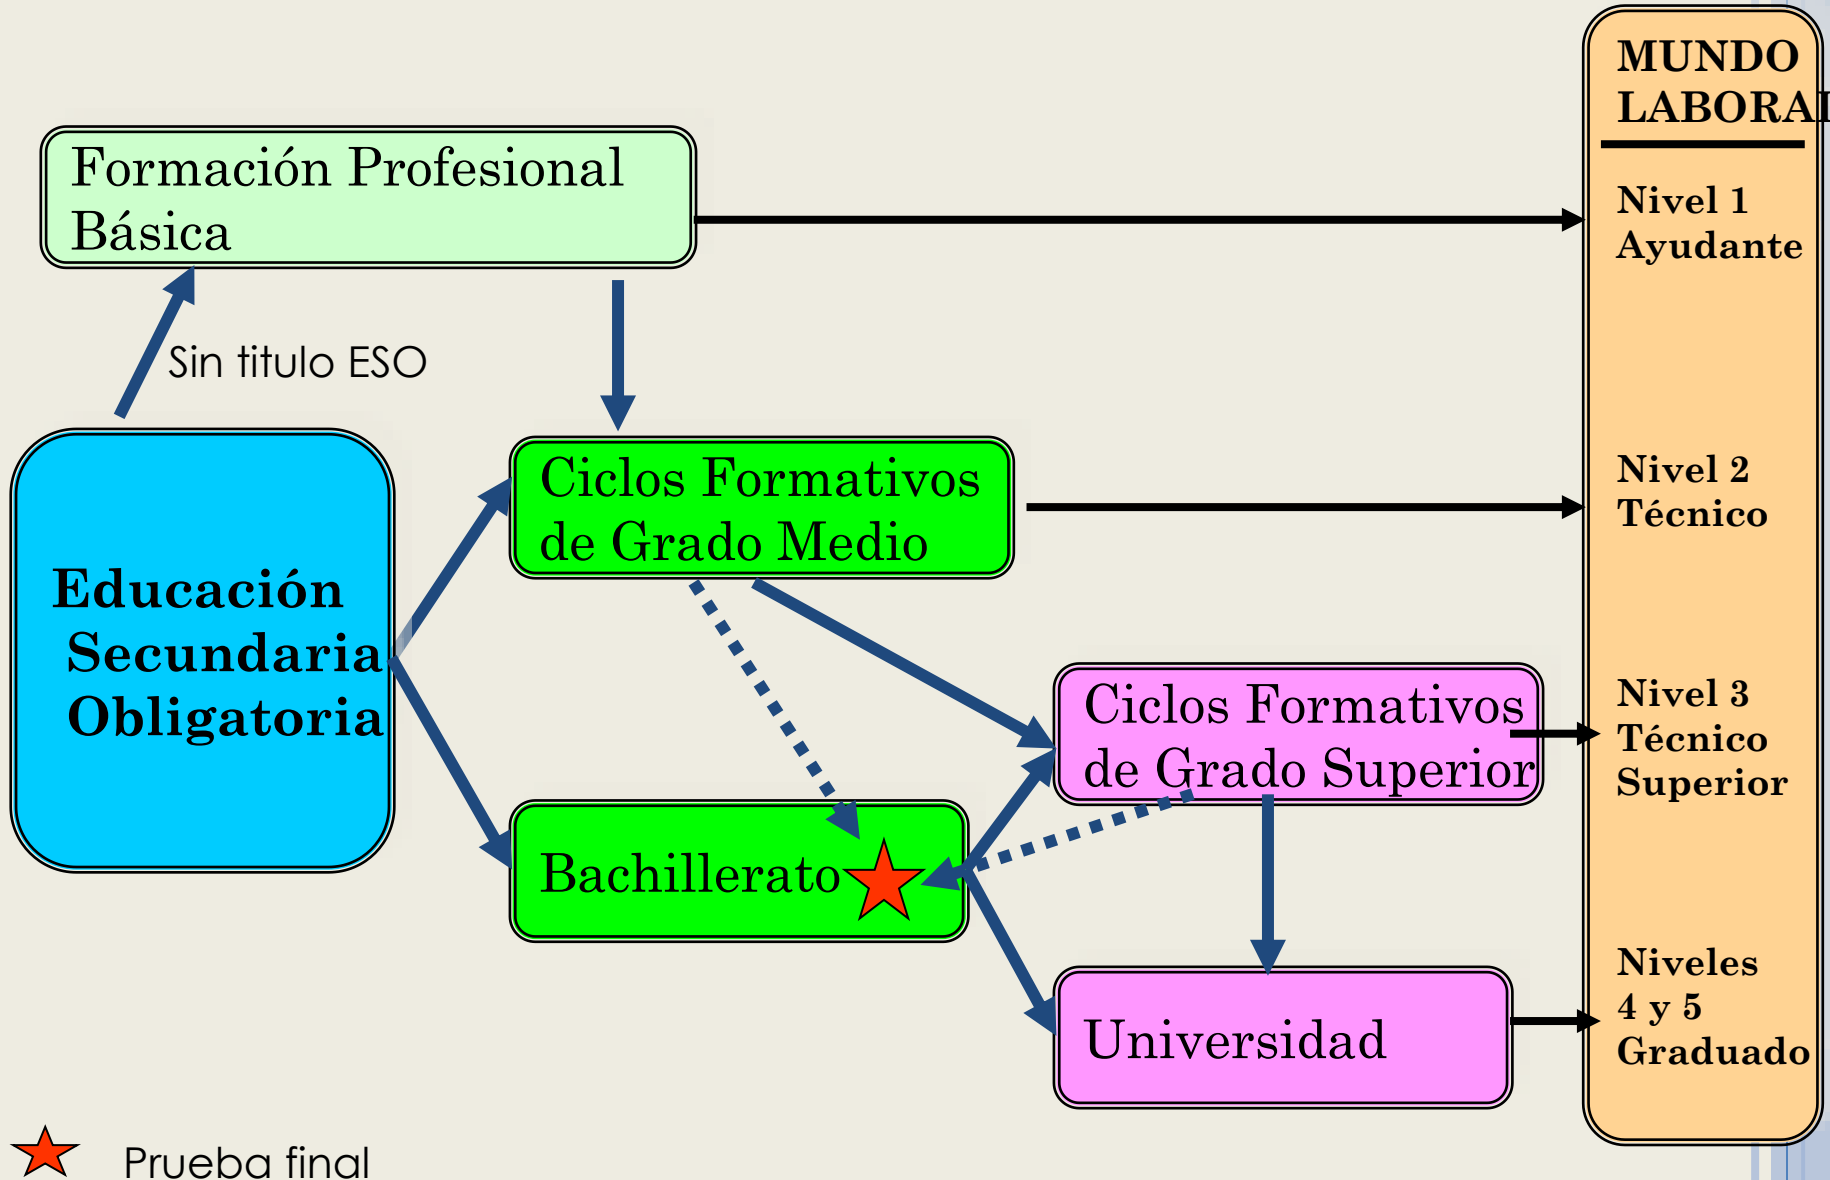 Formación Profesional
Básica
Sin titulo ESO
Educación
Secundaria
Obligatoria
Ciclos Formativos
de Grado Medio
Bachillerato
Ciclos Formativos
de Grado Superior
Universidad
MUNDO
LABORAL
Nivel 1
Ayudante
Nivel 2
Técnico
Nivel 3
Técnico
Superior
Niveles
4 y 5
Graduado
Prueba final